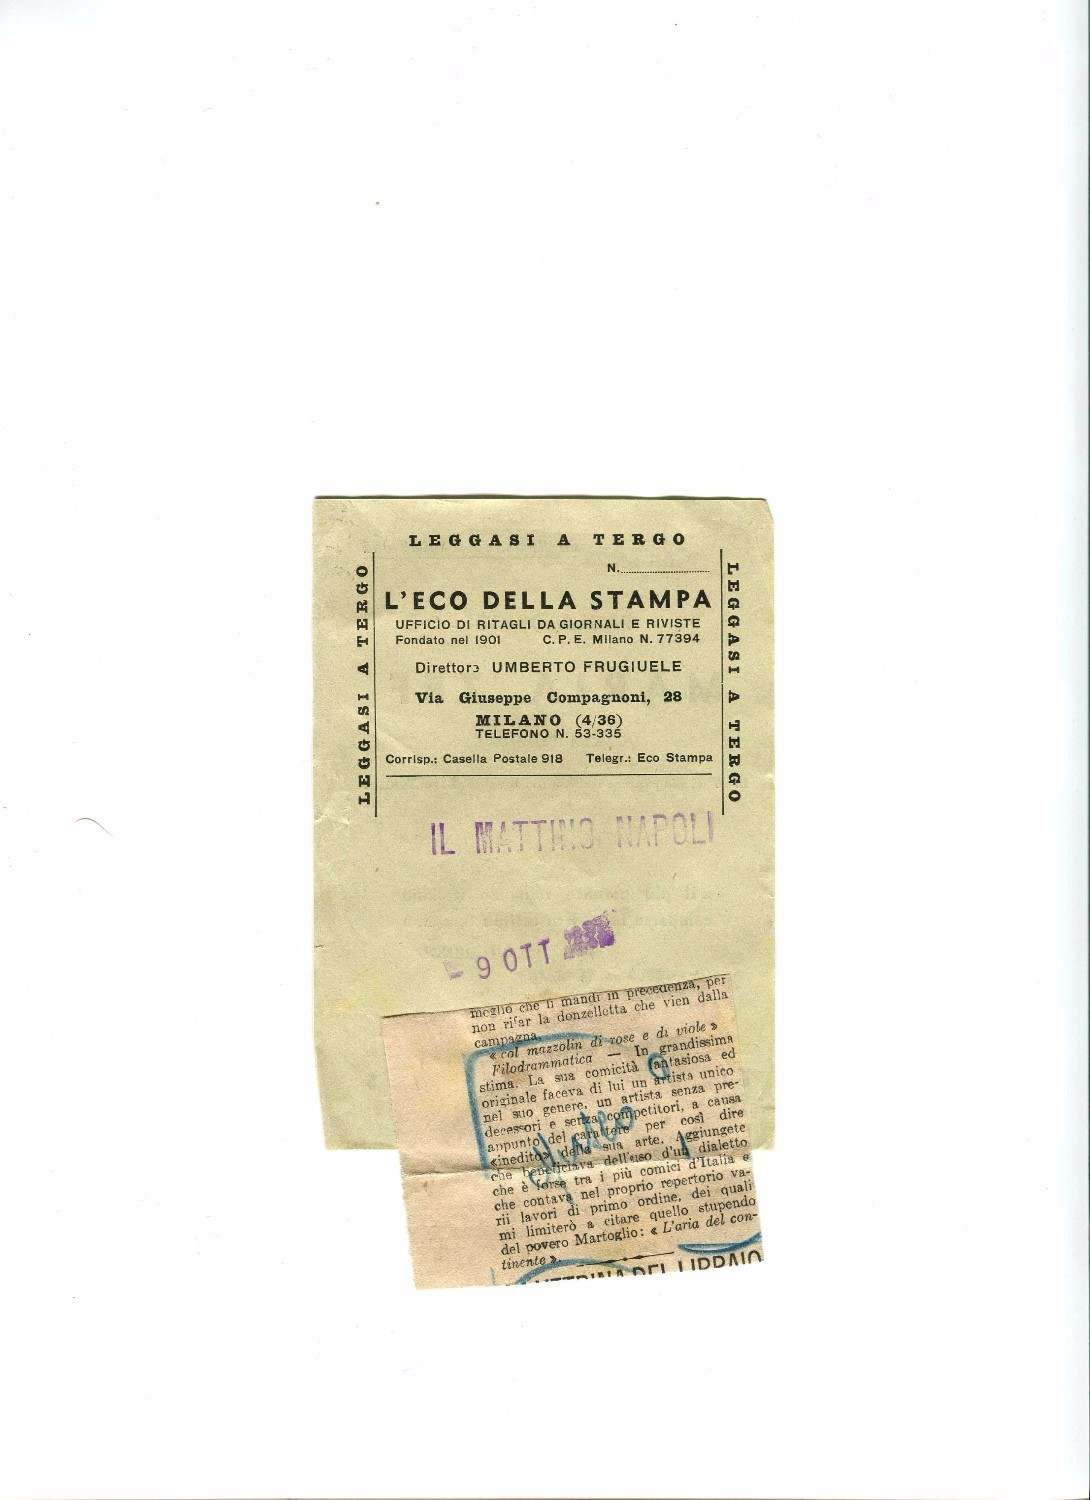 LEGGASI A TERGO
LEGGASI A TERGO
LEGGASI A TERGO
N.
L'ECO DELLA STAMPA
UFFICIO DI RITAGLI DA GIORNALI E RIVISTE
Fondato nel 1901 C.P.E. Milano N. 77394
Direttore UMBERTO FRUGIUELE
Via Giuseppe Compagnoni, 28
MILANO (4/36)
TELEFONO N. 53-335
Corrisp.: Casella Postale 918 Telegr.: Eco Stampa
IL MATTINO NAPOLI
9 OTT
meglio che li mandi in precedenza, per
non rifar la donzelletta che vien dalla
campagna.
« col mazzolin di rose e di viole »
Filodrammatica — In grandissima
stima. La sua comicità fantasiosa ed
originale faceva di lui un artista unico
nel suo genere, un artista senza pre-
decessori e senza competitori, a causa
appunto del carattere per così dire
«inedito» della sua arte. Aggiungete
che beneficiava dell'uso d'un dialetto
che è forse tra i più comici d'Italia e
che contava nel proprio repertorio va-
rii lavori di primo ordine, dei quali
mi limiterò a citare quello stupendo
del povero Martoglio: « L'aria del con-
tinente ».
VETRINA DEL LIBRAIO